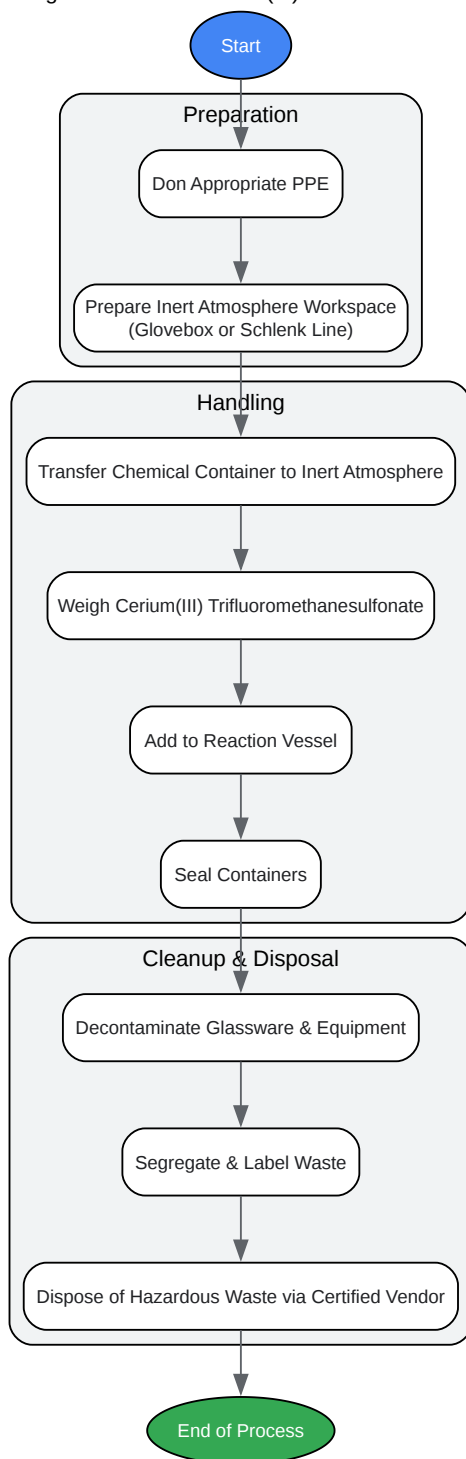 Start
Preparation
Don Appropriate PPE
Prepare Inert Atmosphere Workspace
(Glovebox or Schlenk Line)
Handling
Transfer Chemical Container to Inert Atmosphere
Weigh Cerium(III) Trifluoromethanesulfonate
Add to Reaction Vessel
Seal Containers
Cleanup & Disposal
Decontaminate Glassware & Equipment
Segregate & Label Waste
Dispose of Hazardous Waste via Certified Vendor
End of Process